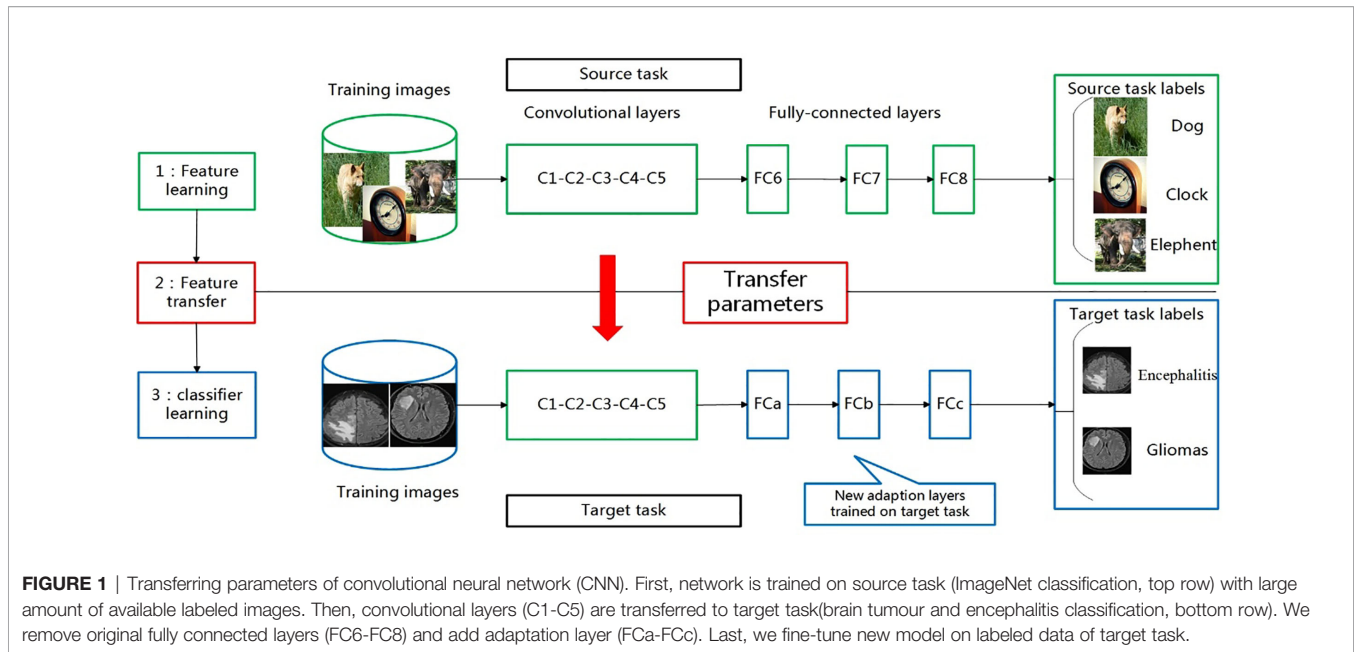 Source task
Training images
Convolutional layers
Fully-connected layers
Source task labels
Dog
1：Feature
learning
C1-C2-C3-C4-C5
FC6
FC7
FC8
Clock
Elephent
2：Feature
transfer
Transfer
parameters
Target task labels
3：classifier
learning
C1-C2-C3-C4-C5
FCa
FCb
FCc
Encephalitis
Gliomas
Training images
New adaption layers
trained on target task
Target task
FIGURE 1 | Transferring parameters of convolutional neural network (CNN). First, network is trained on source task (ImageNet classification, top row) with large
amount of available labeled images. Then, convolutional layers (C1-C5) are transferred to target task(brain tumour and encephalitis classification, bottom row). We
remove original fully connected layers (FC6-FC8) and add adaptation layer (FCa-FCc). Last, we fine-tune new model on labeled data of target task.